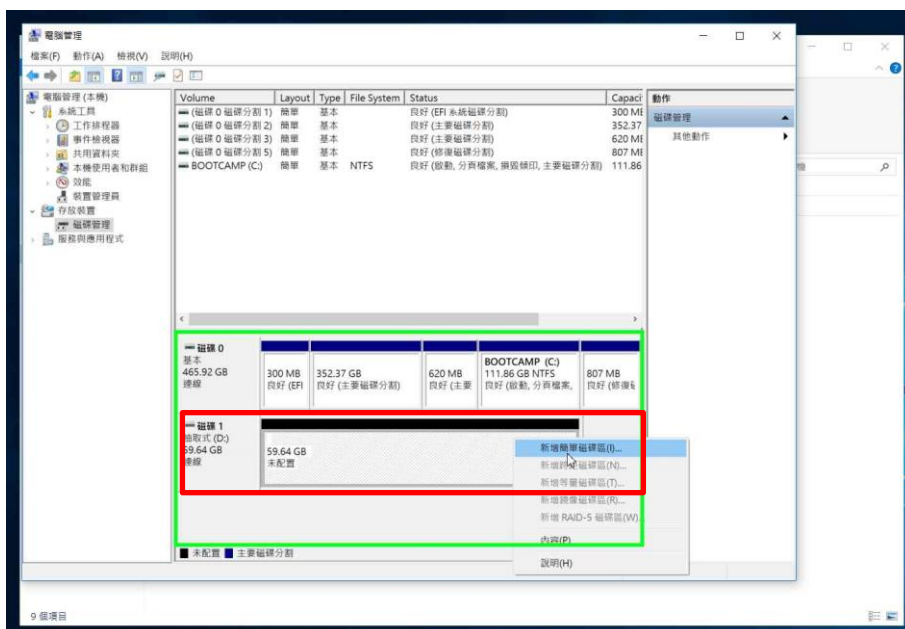 電腦管理
檔案(F) 動作(A) 檢視(V) 說明(H)
電腦管理 (本機)
系統工具
工作排程器
事件檢視器
共用資料夾
本機使用者和群組
效能
裝置管理員
存放裝置
磁碟管理
服務與應用程式
Volume Layout Type File System Status Capaci
(磁碟 0 磁碟分割 1) 簡單 基本 良好 (EFI 系統磁碟分割) 300 ME
(磁碟 0 磁碟分割 2) 簡單 基本 良好 (主要磁碟分割) 352.37
(磁碟 0 磁碟分割 3) 簡單 基本 良好 (主要磁碟分割) 620 ME
(磁碟 0 磁碟分割 5) 簡單 基本 良好 (修復磁碟分割) 807 ME
BOOTCAMP (C:) 簡單 基本 NTFS 良好 (啟動, 分頁檔案, 損毀傾印, 主要磁碟分割) 111.86
動作
磁碟管理
其他動作
磁碟 0
基本
465.92 GB
連線
300 MB
良好 (EFI
352.37 GB
良好 (主要磁碟分割)
620 MB
良好 (主要
BOOTCAMP (C:)
111.86 GB NTFS
良好 (啟動, 分頁檔案,
807 MB
良好 (修復
磁碟 1
抽取式 (D:)
59.64 GB
連線
59.64 GB
未配置
新增簡單磁碟區(I)...
新增跨距磁碟區(N)...
新增等量磁碟區(T)...
新增鏡像磁碟區(R)...
新增 RAID-5 磁碟區(W)...
內容(P)
說明(H)
未配置 主要磁碟分割
9 個項目